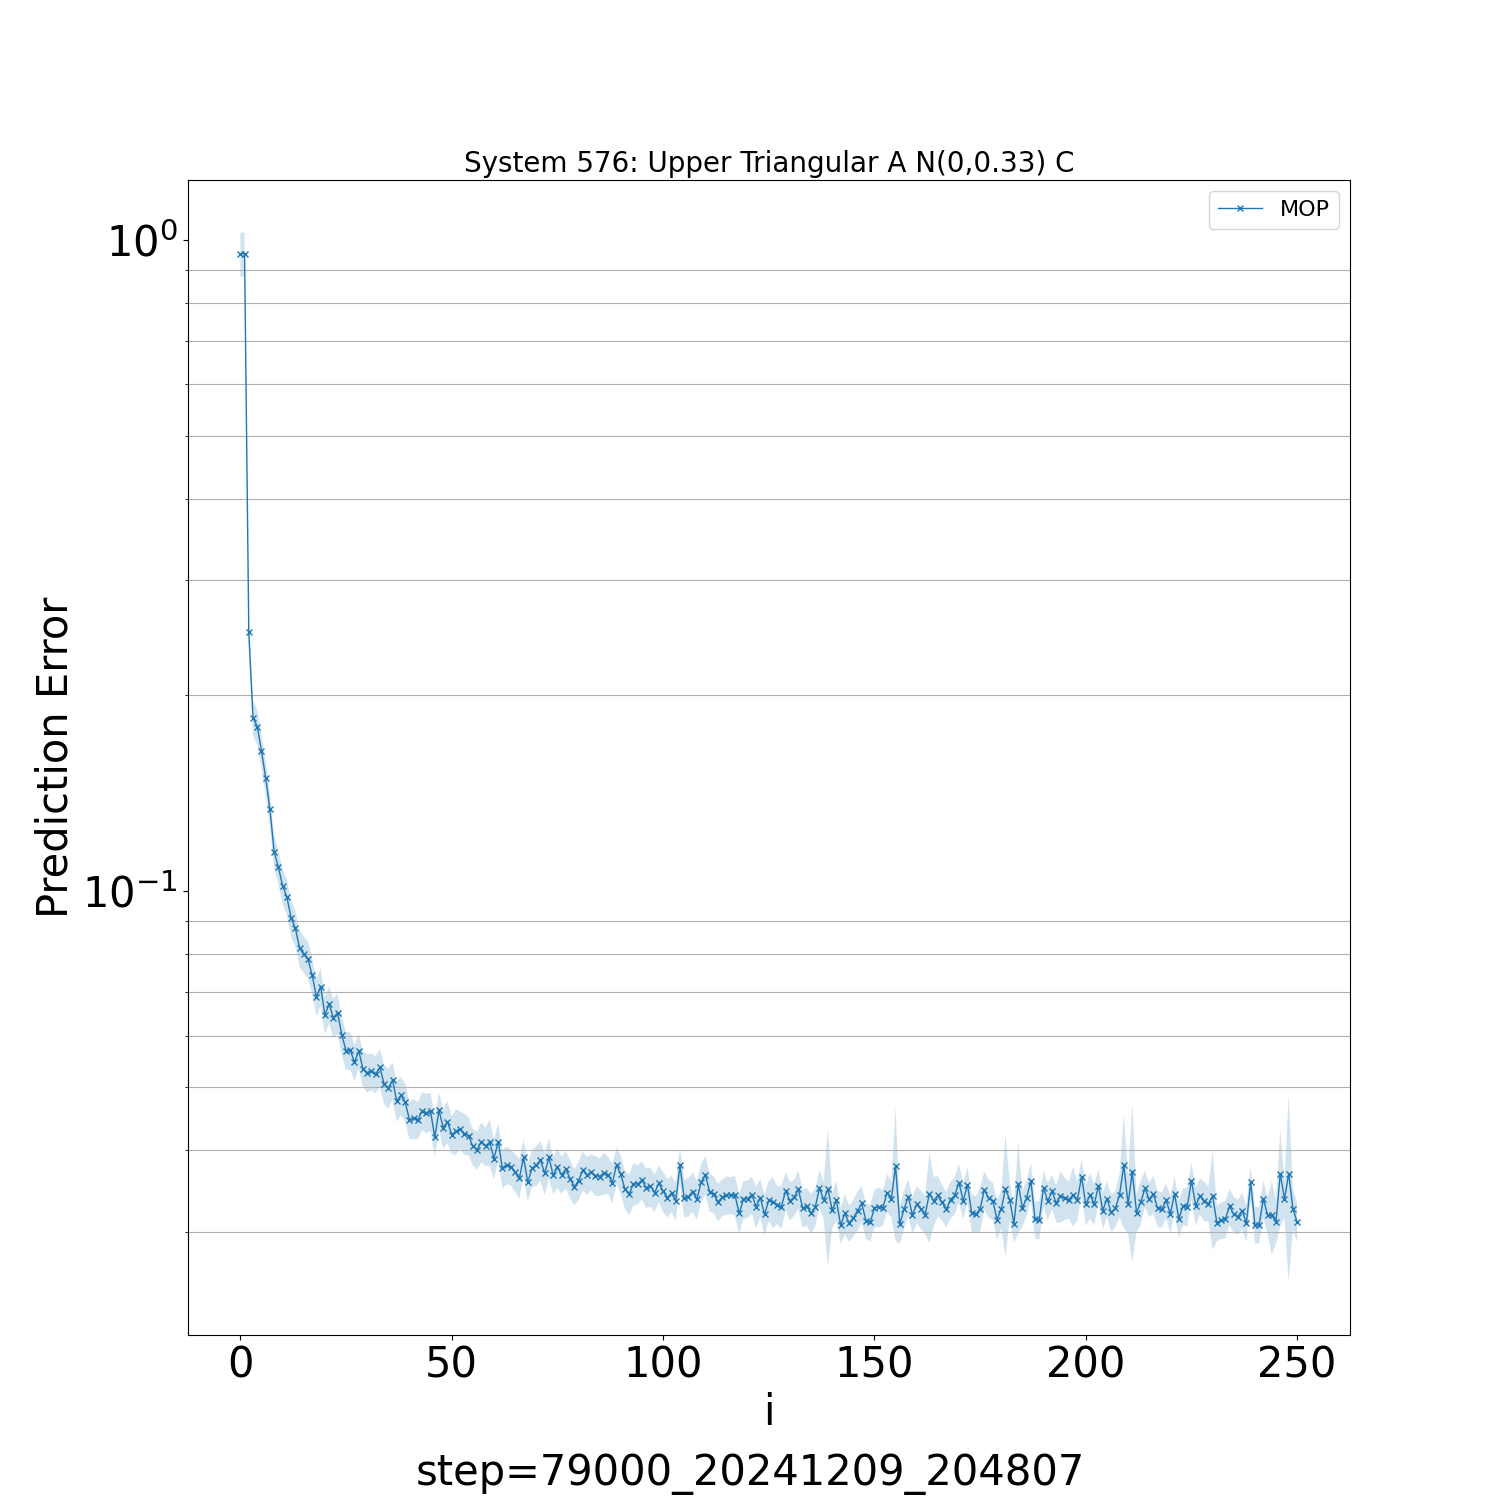 System 576: Upper Triangular A N(0,0.33) C
MOP
10⁰
10⁻¹
Prediction Error
0 50 100 150 200 250
i
step=79000_20241209_204807